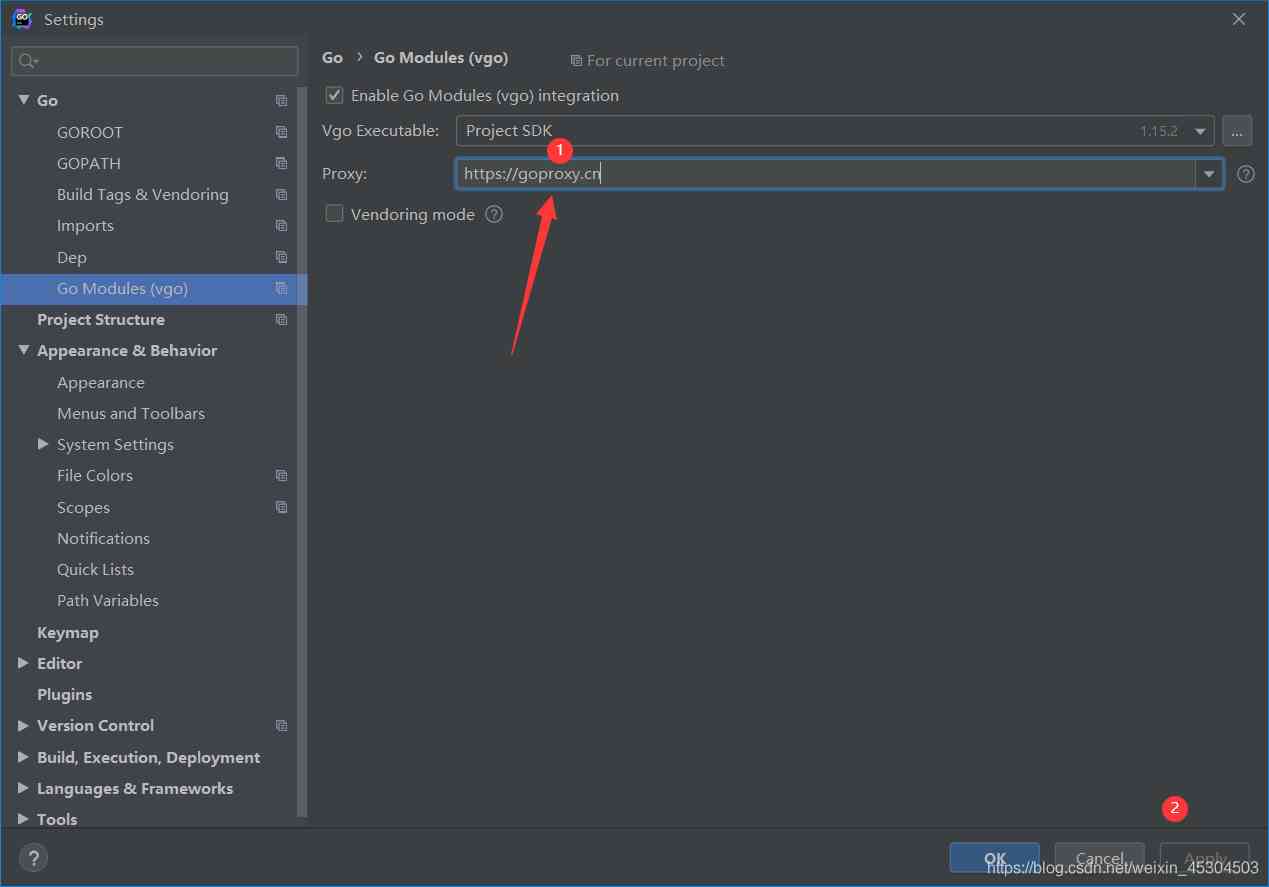 Settings
Go
GOROOT
GOPATH
Build Tags & Vendoring
Imports
Dep
Go Modules (vgo)
Project Structure
Appearance & Behavior
Appearance
Menus and Toolbars
System Settings
File Colors
Scopes
Notifications
Quick Lists
Path Variables
Keymap
Editor
Plugins
Version Control
Build, Execution, Deployment
Languages & Frameworks
Tools
Go › Go Modules (vgo) For current project
Enable Go Modules (vgo) integration
Vgo Executable: Project SDK 1.15.2 ...
1
Proxy: https://goproxy.cn ?
Vendoring mode ?
2
? OK Cancel Apply
https://blog.csdn.net/weixin_45304503